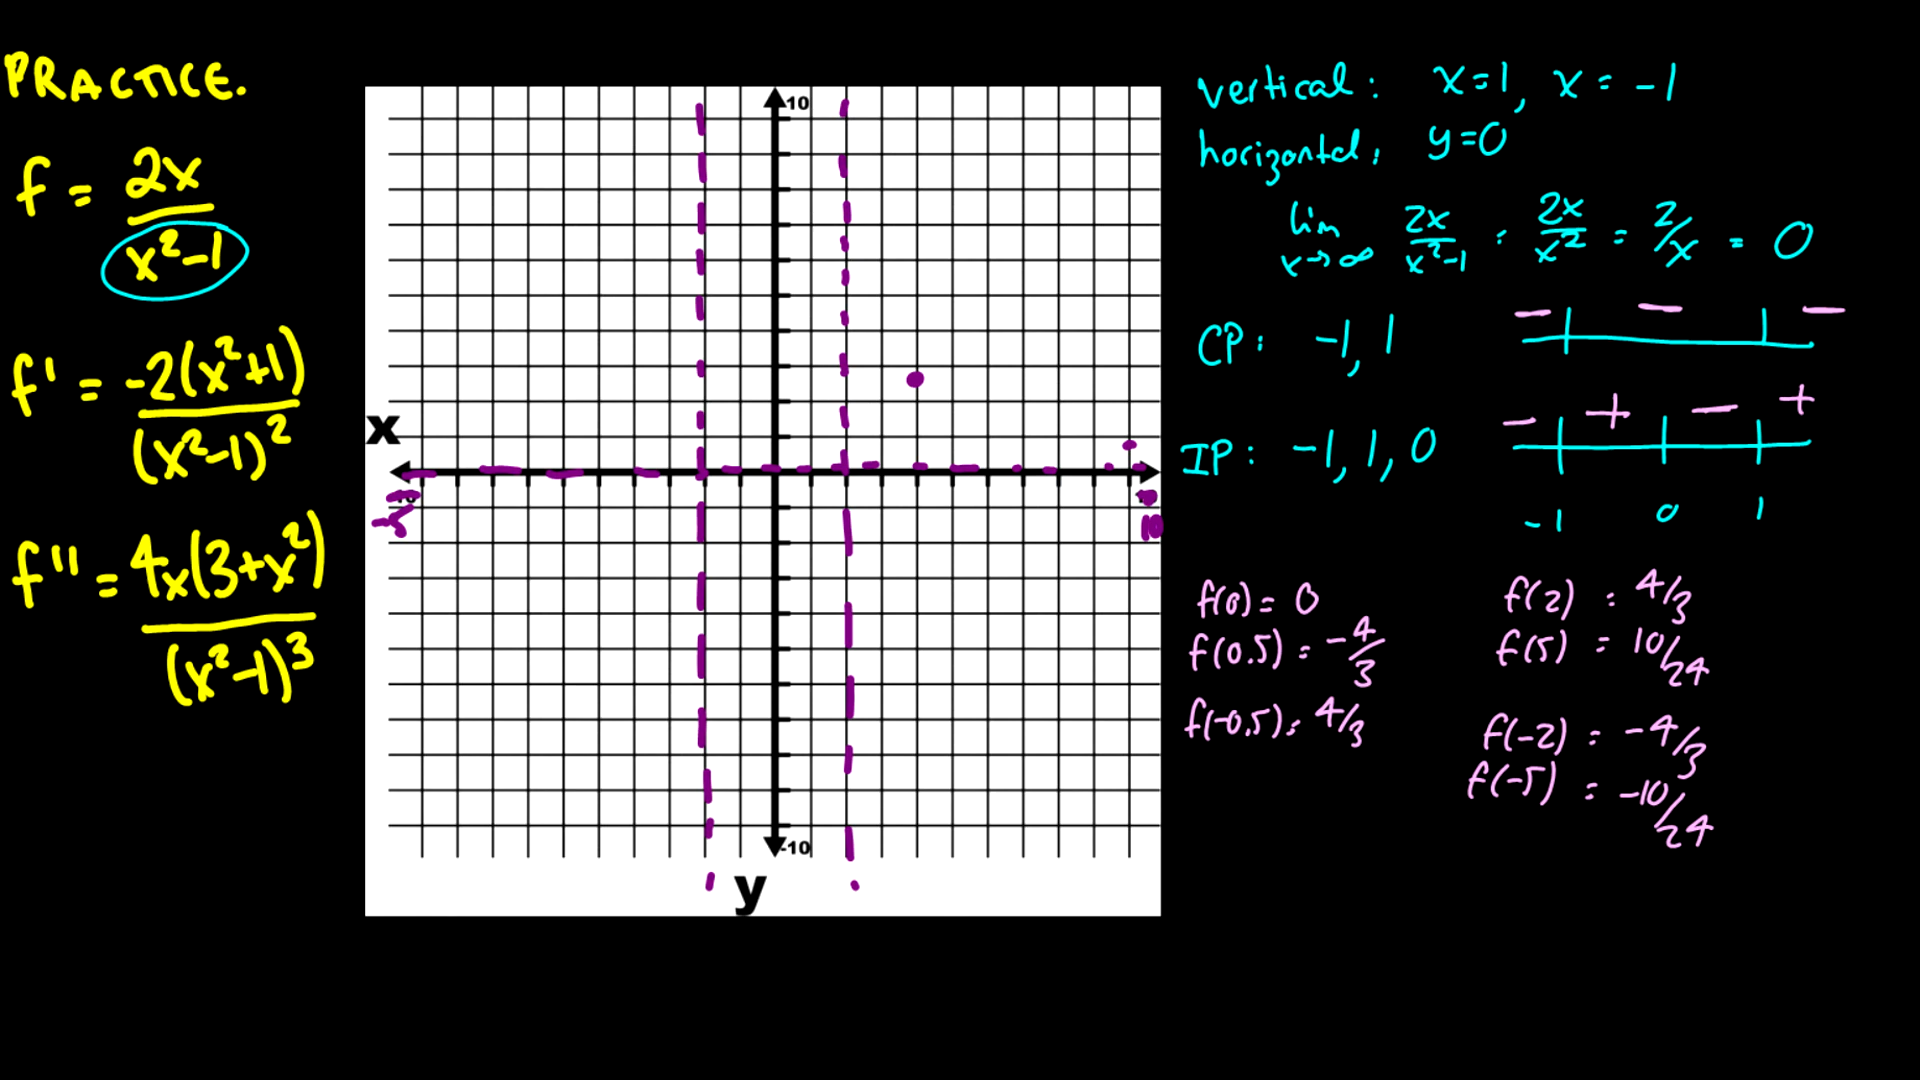 PRACTICE.
f = 2x / x²-1
f' = -2(x²+1) / (x²-1)²
f'' = 4x(3+x²) / (x²-1)³
10
x
10
-10
y
vertical: x=1, x=-1
horizontal: y=0
lim x→∞ 2x / x²-1 = 2x / x² = 2/x = 0
CP: -1, 1
- - -
IP: -1, 1, 0
- + - +
-1 0 1
f(0) = 0
f(0.5) = -4/3
f(-0.5) = 4/3
f(2) = 4/3
f(5) = 10/24
f(-2) = -4/3
f(-5) = -10/24